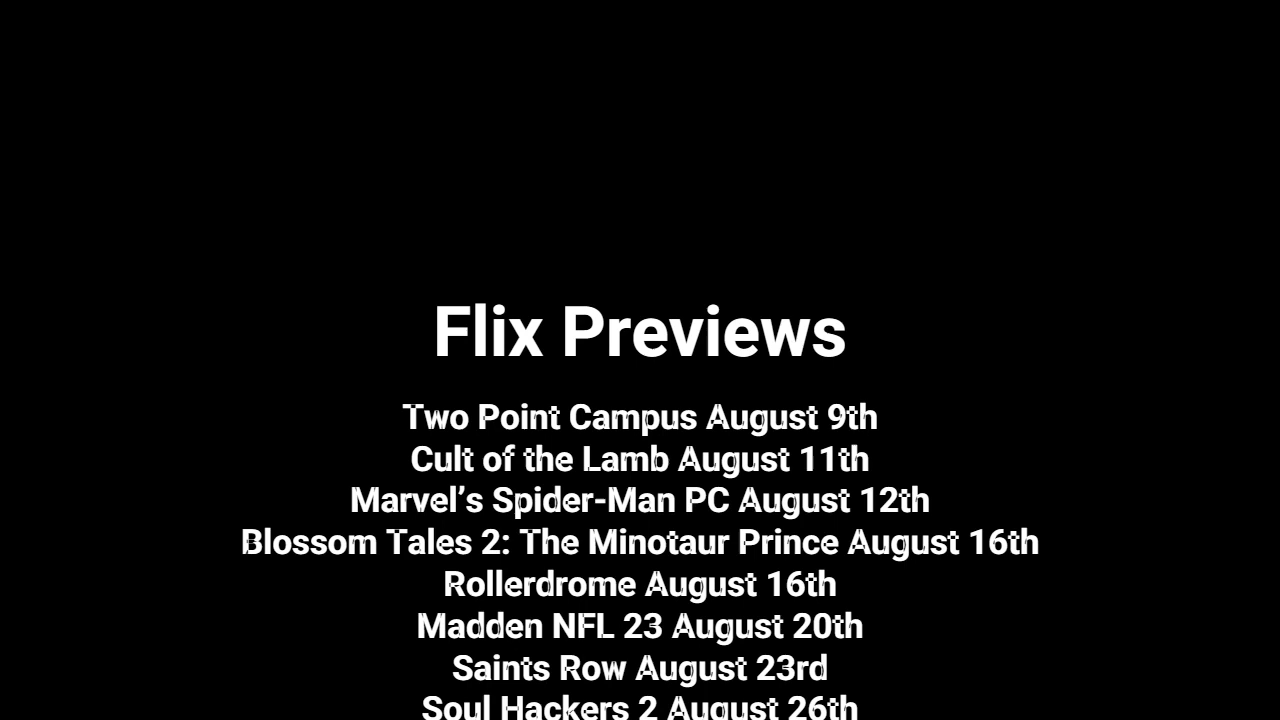 Flix Previews
Two Point Campus August 9th
Cult of the Lamb August 11th
Marvel’s Spider-Man PC August 12th
Blossom Tales 2: The Minotaur Prince August 16th
Rollerdrome August 16th
Madden NFL 23 August 20th
Saints Row August 23rd
Soul Hackers 2 August 26th